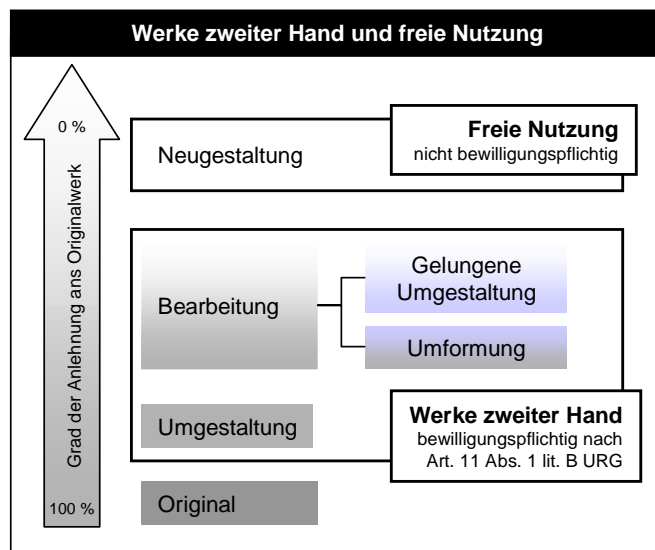 Werke zweiter Hand und freie Nutzung
0 %
Grad der Anlehnung ans Originalwerk
100 %
Neugestaltung
Freie Nutzung
nicht bewilligungspflichtig
Bearbeitung
Gelungene
Umgestaltung
Umformung
Umgestaltung
Werke zweiter Hand
bewilligungspflichtig nach
Art. 11 Abs. 1 lit. B URG
Original